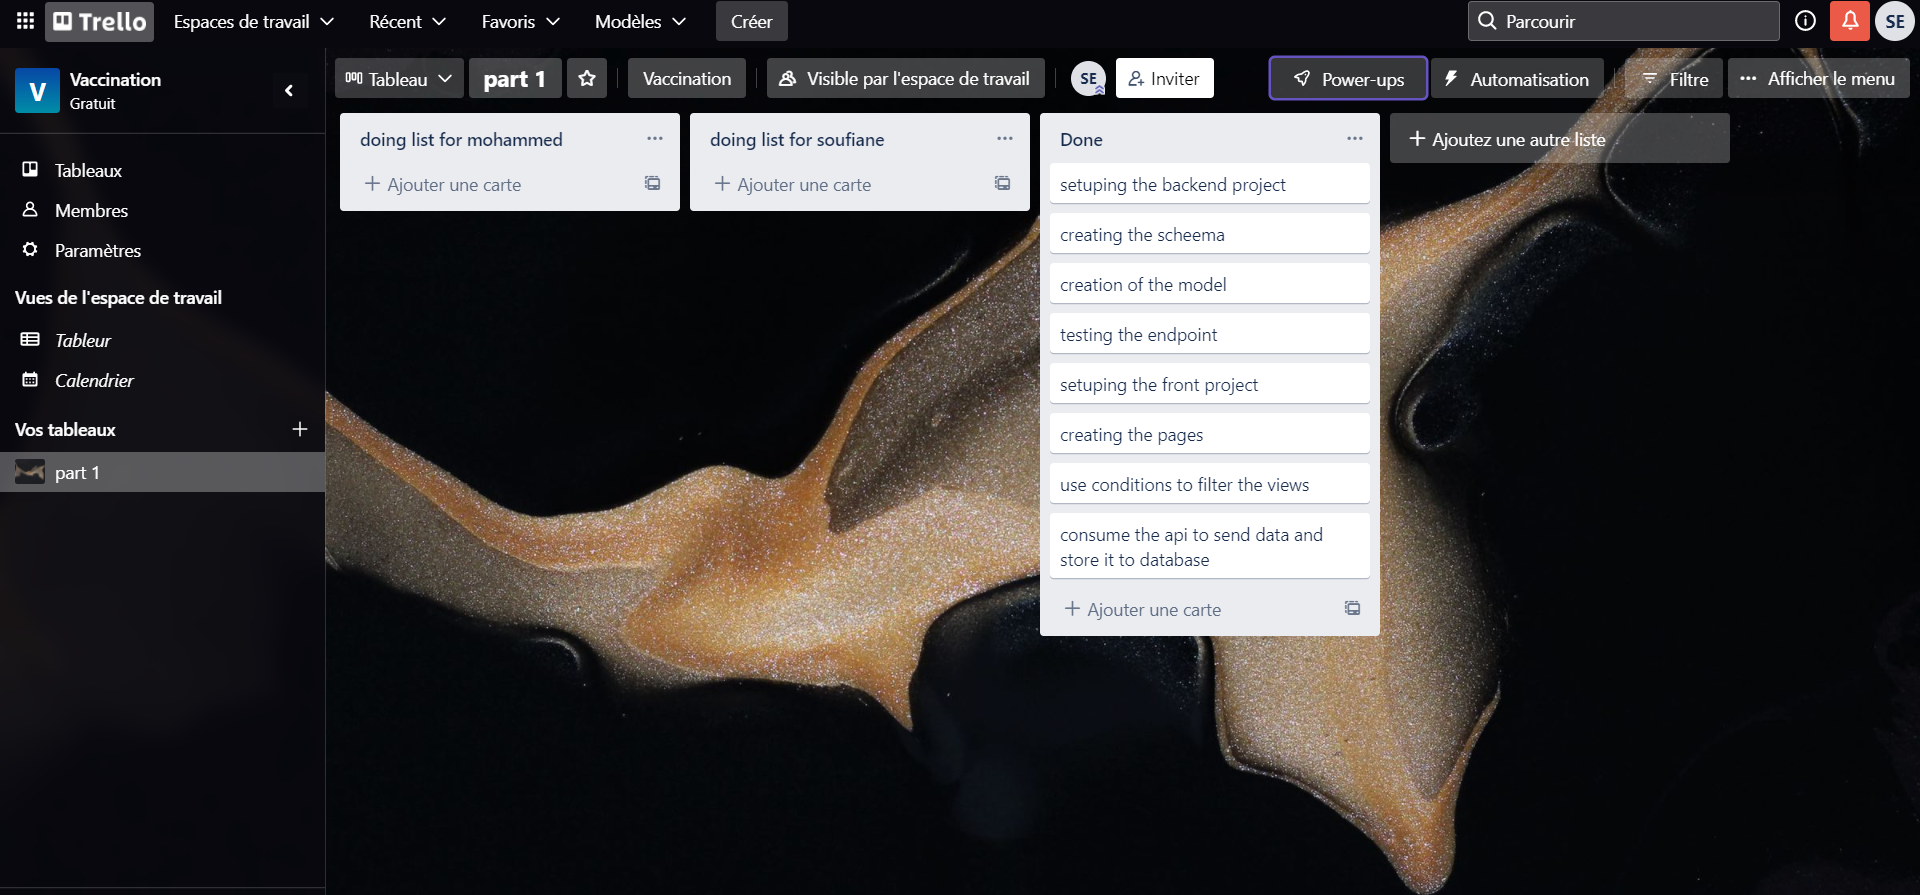 Trello
Espaces de travail
Récent
Favoris
Modèles
Créer
Parcourir
SE
V
Vaccination
Gratuit
Tableau
part 1
Vaccination
Visible par l'espace de travail
SE
Inviter
Power-ups
Automatisation
Filtre
Afficher le menu
Tableaux
Membres
Paramètres
Vues de l'espace de travail
Tableur
Calendrier
Vos tableaux
part 1
doing list for mohammed
Ajouter une carte
doing list for soufiane
Ajouter une carte
Done
setuping the backend project
creating the scheema
creation of the model
testing the endpoint
setuping the front project
creating the pages
use conditions to filter the views
consume the api to send data and
store it to database
Ajouter une carte
Ajoutez une autre liste